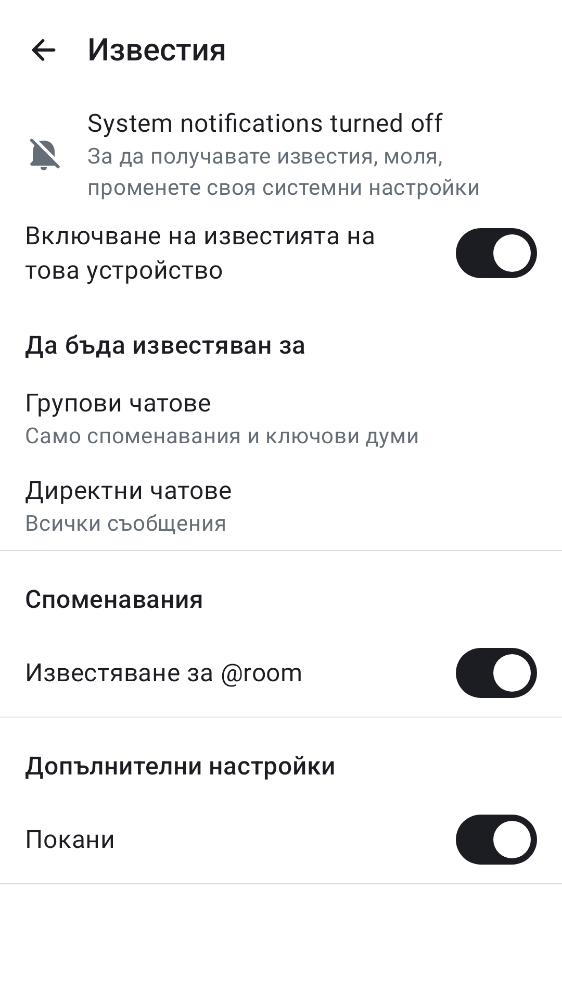 Известия
System notifications turned off
За да получавате известия, моля,
променете своя системни настройки
Включване на известията на
това устройство
Да бъда известяван за
Групови чатове
Само споменавания и ключови думи
Директни чатове
Всички съобщения
Споменавания
Известяване за @room
Допълнителни настройки
Покани